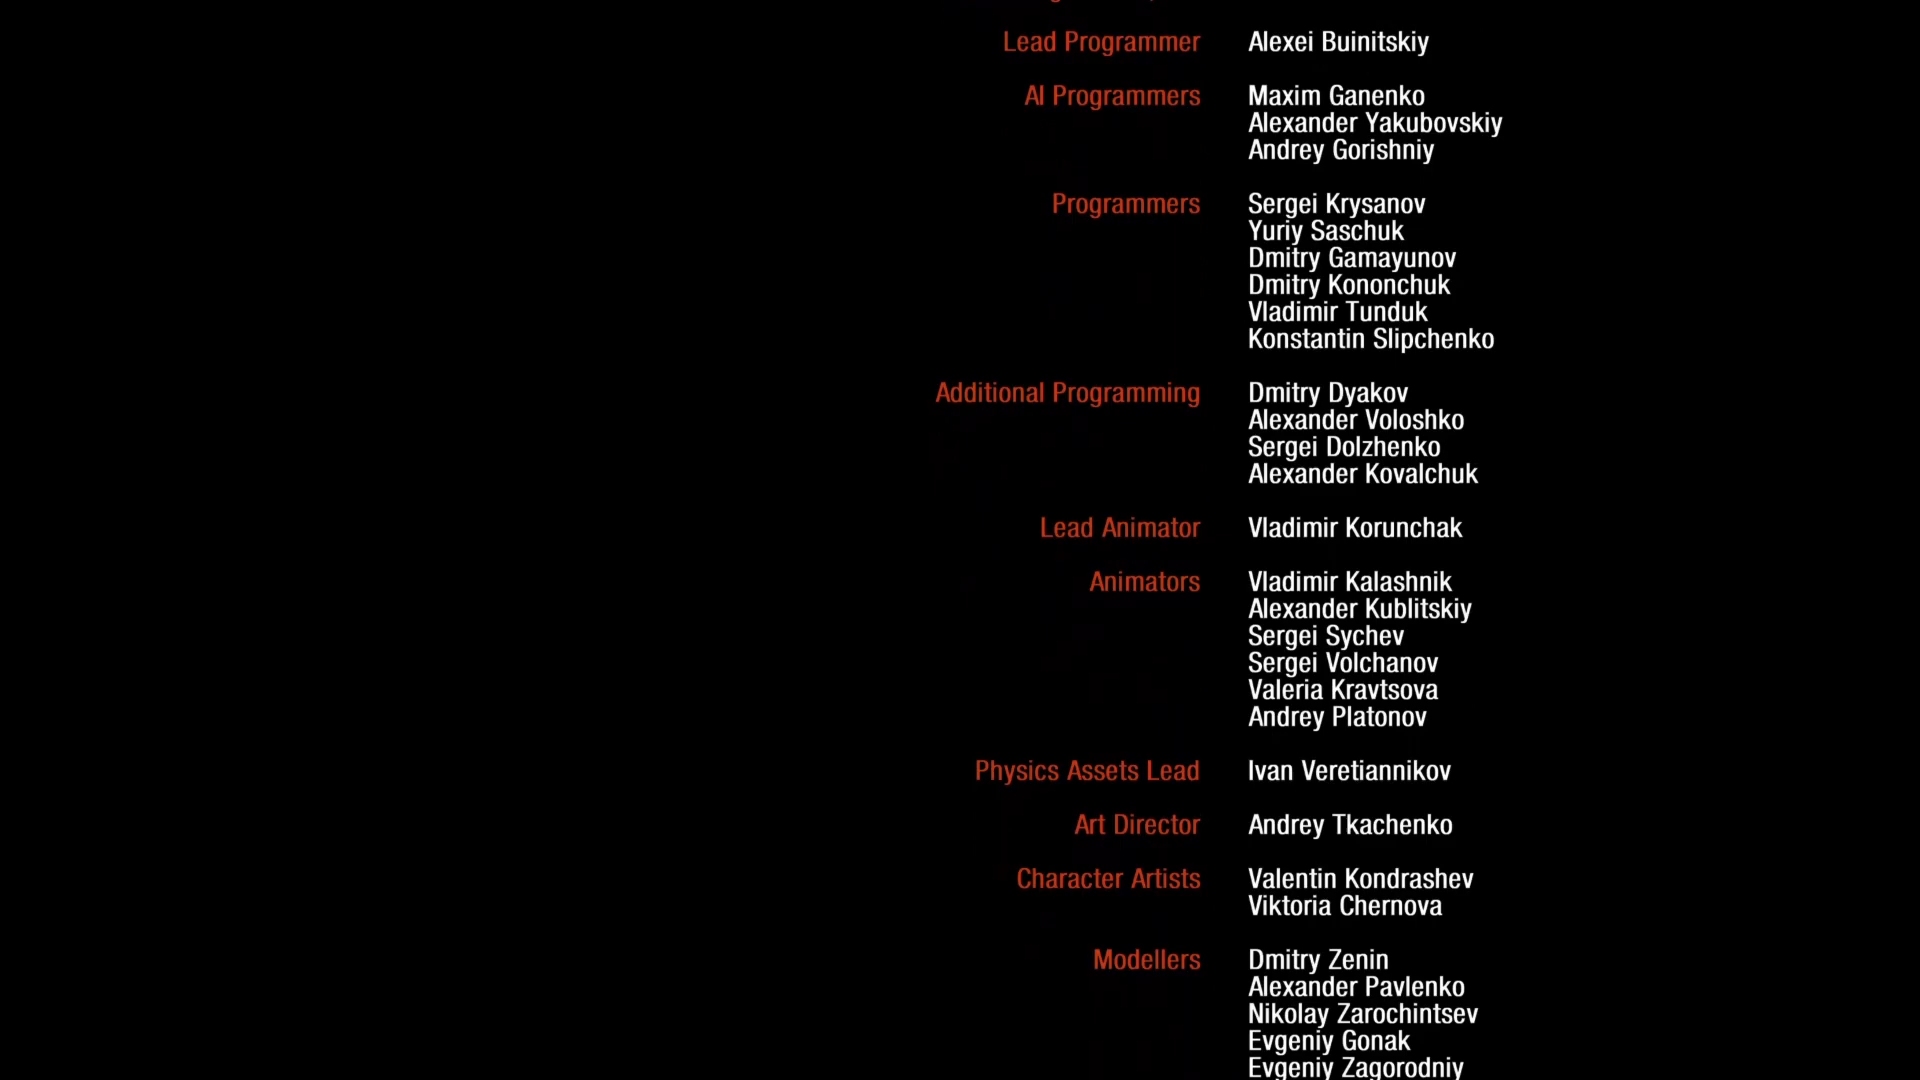 Lead Programmer Alexei Buinitskiy
AI Programmers Maxim Ganenko
Alexander Yakubovskiy
Andrey Gorishniy
Programmers Sergei Krysanov
Yuriy Saschuk
Dmitry Gamayunov
Dmitry Kononchuk
Vladimir Tunduk
Konstantin Slipchenko
Additional Programming Dmitry Dyakov
Alexander Voloshko
Sergei Dolzhenko
Alexander Kovalchuk
Lead Animator Vladimir Korunchak
Animators Vladimir Kalashnik
Alexander Kublitskiy
Sergei Sychev
Sergei Volchanov
Valeria Kravtsova
Andrey Platonov
Physics Assets Lead Ivan Veretiannikov
Art Director Andrey Tkachenko
Character Artists Valentin Kondrashev
Viktoria Chernova
Modellers Dmitry Zenin
Alexander Pavlenko
Nikolay Zarochintsev
Evgeniy Gonak
Evgeniy Zagorodniy